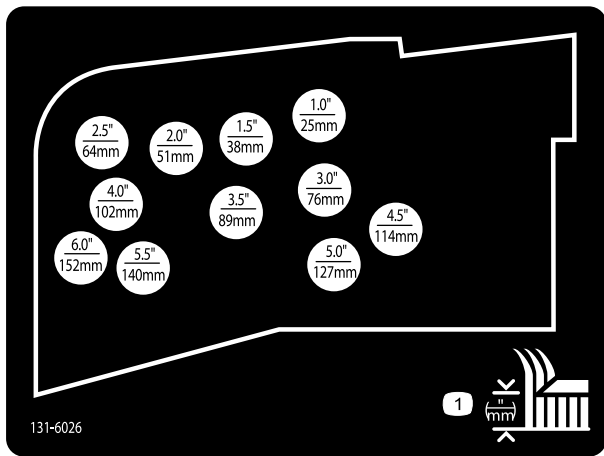 1.0"
25mm
1.5"
38mm
2.0"
51mm
2.5"
64mm
3.0"
76mm
3.5"
89mm
4.0"
102mm
4.5"
114mm
5.0"
127mm
5.5"
140mm
6.0"
152mm
1
(")
mm
131-6026